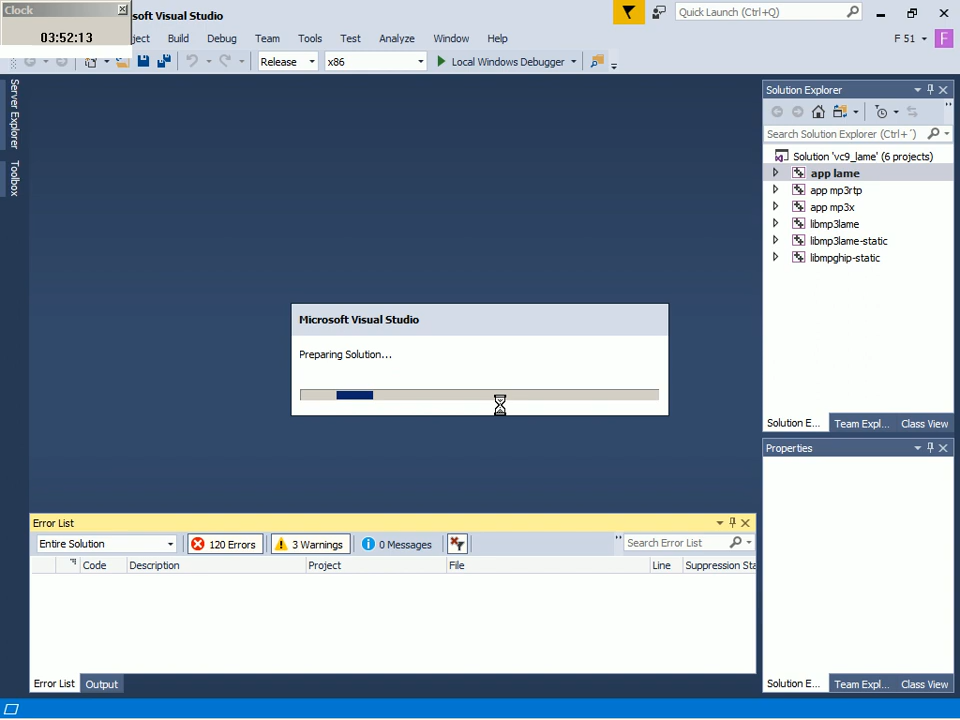 Clock
03:52:13
soft Visual Studio
Quick Launch (Ctrl+Q)
ject Build Debug Team Tools Test Analyze Window Help
F 51 F
Release x86 Local Windows Debugger
Server Explorer
Toolbox
Solution Explorer
Search Solution Explorer (Ctrl+´)
Solution 'vc9_lame' (6 projects)
app lame
app mp3rtp
app mp3x
libmp3lame
libmp3lame-static
libmpghip-static
Microsoft Visual Studio
Preparing Solution...
Solution E... Team Expl... Class View
Properties
Error List
Entire Solution 120 Errors 3 Warnings 0 Messages Search Error List
Code Description Project File Line Suppression Sta
Error List Output
Solution E... Team Expl... Class View